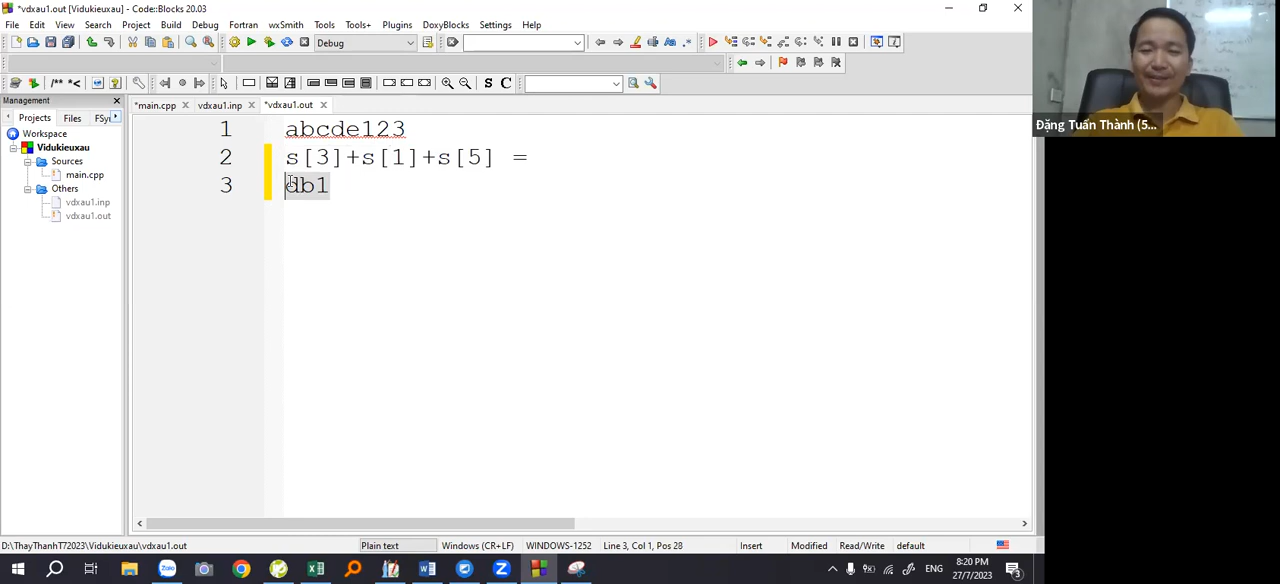 *vdxau1.out [Vidukieuxau] - Code::Blocks 20.03
File Edit View Search Project Build Debug Fortran wxSmith Tools Tools+ Plugins DoxyBlocks Settings Help
Debug
/** *<
S C
Management
Projects Files FSy
*main.cpp vdxau1.inp *vdxau1.out
Workspace
Vidukieuxau
Sources
main.cpp
Others
vdxau1.inp
vdxau1.out
1 abcde123
2 s[3]+s[1]+s[5] =
3 db1
Đặng Tuấn Thành (5...
D:\ThayThanhT72023\Vidukieuxau\vdxau1.out Plain text Windows (CR+LF) WINDOWS-1252 Line 3, Col 1, Pos 28 Insert Modified Read/Write default
Zalo
ENG
8:20 PM
27/7/2023
3